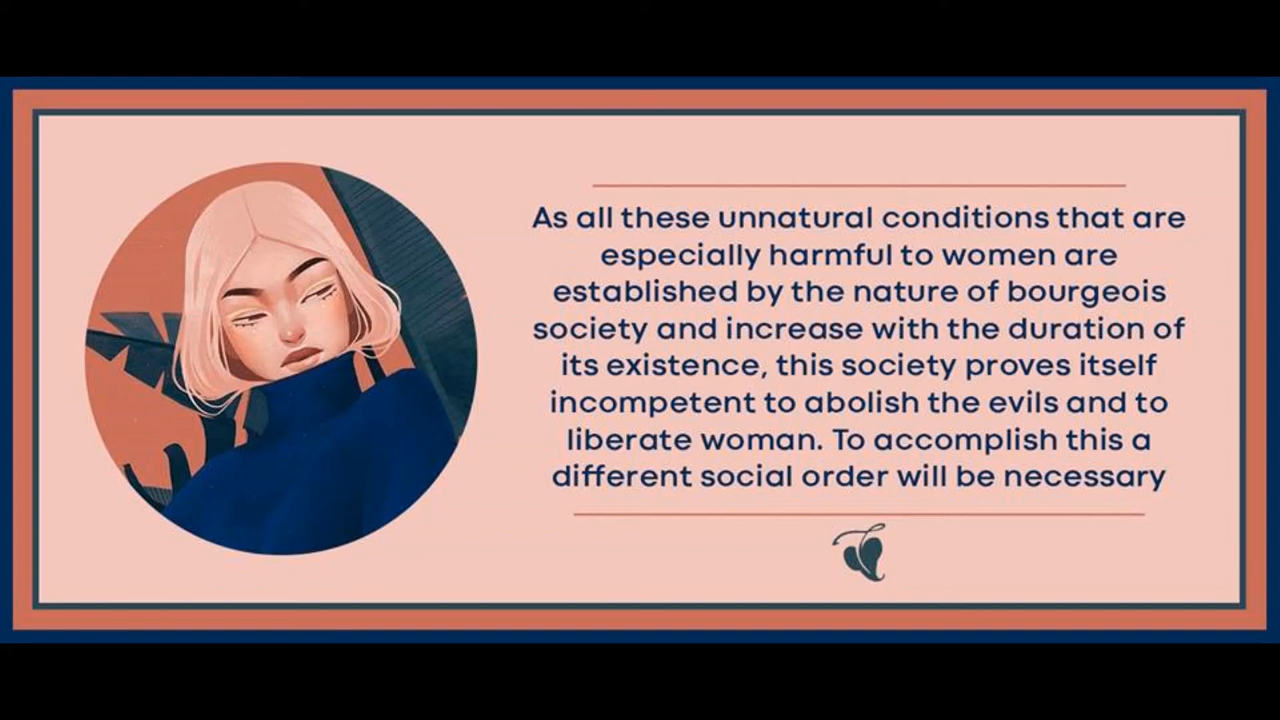 As all these unnatural conditions that are
especially harmful to women are
established by the nature of bourgeois
society and increase with the duration of
its existence, this society proves itself
incompetent to abolish the evils and to
liberate woman. To accomplish this a
different social order will be necessary